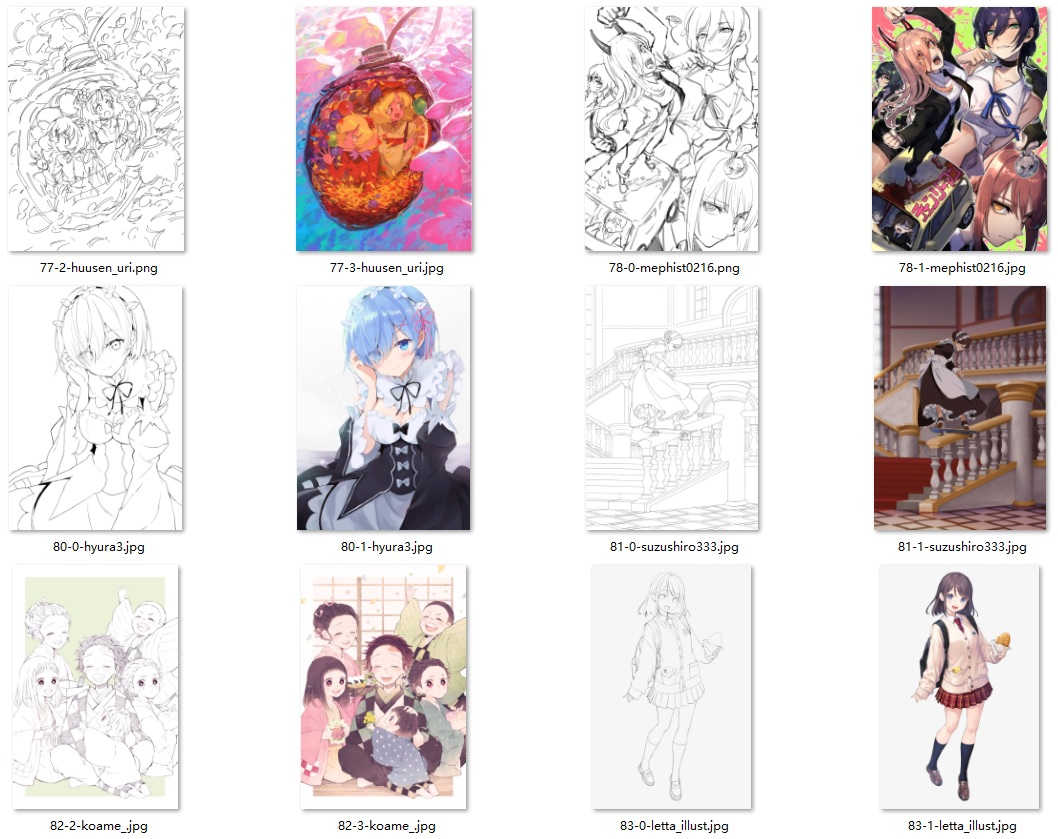 77-2-huusen_uri.png
77-3-huusen_uri.jpg
78-0-mephist0216.png
78-1-mephist0216.jpg
80-0-hyura3.jpg
80-1-hyura3.jpg
81-0-suzushiro333.jpg
81-1-suzushiro333.jpg
82-2-koame_.jpg
82-3-koame_.jpg
83-0-letta_illust.jpg
83-1-letta_illust.jpg